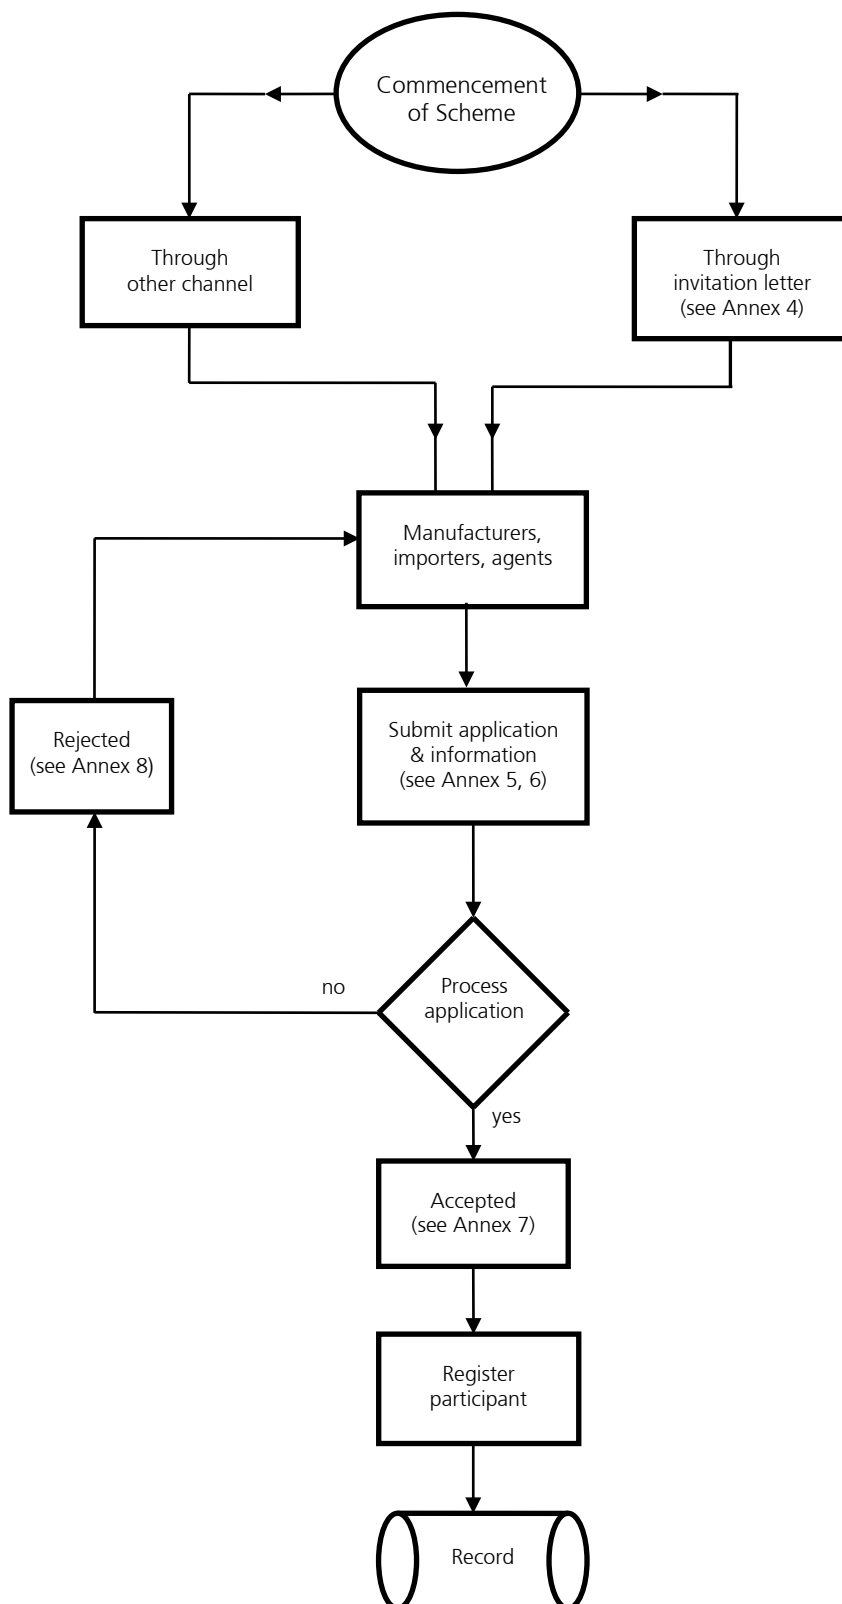 Commencement
of Scheme
Through
other channel
Through
invitation letter
(see Annex 4)
Manufacturers,
importers, agents
Rejected
(see Annex 8)
Submit application
& information
(see Annex 5, 6)
no
Process
application
yes
Accepted
(see Annex 7)
Register
participant
Record